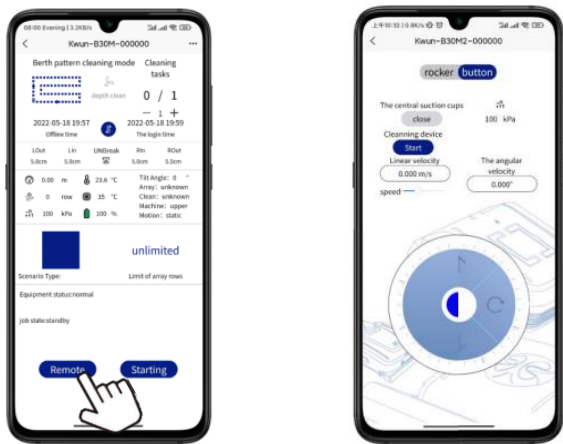 08:00 Evening | 3.2KB/s
Kwun-B30M-000000
Berth pattern cleaning mode
Cleaning tasks
depth clean
0 / 1
— 1 +
2022-05-18 19:57
2022-05-18 19:59
Offline time
The login time
LOut LIn UNBreak RIn ROut
5.0cm 5.0cm 5.0cm 5.0cm
0.00 m 23.6 ℃ Tilt Angle: 0 °
Array: unknown
0 row 35 ℃ Clean: unknown
Machine: upper
100 kPa 100 % Motion: static
unlimited
Scenario Type: Limit of array rows
Equipment status:normal
job state:standby
Remote Starting
Kwun-B30M2-000000
rocker button
The central suction cups
close 100 kPa
Cleanning device
Start
Linear velocity
0.000 m/s
The angular
velocity
0.000°
speed